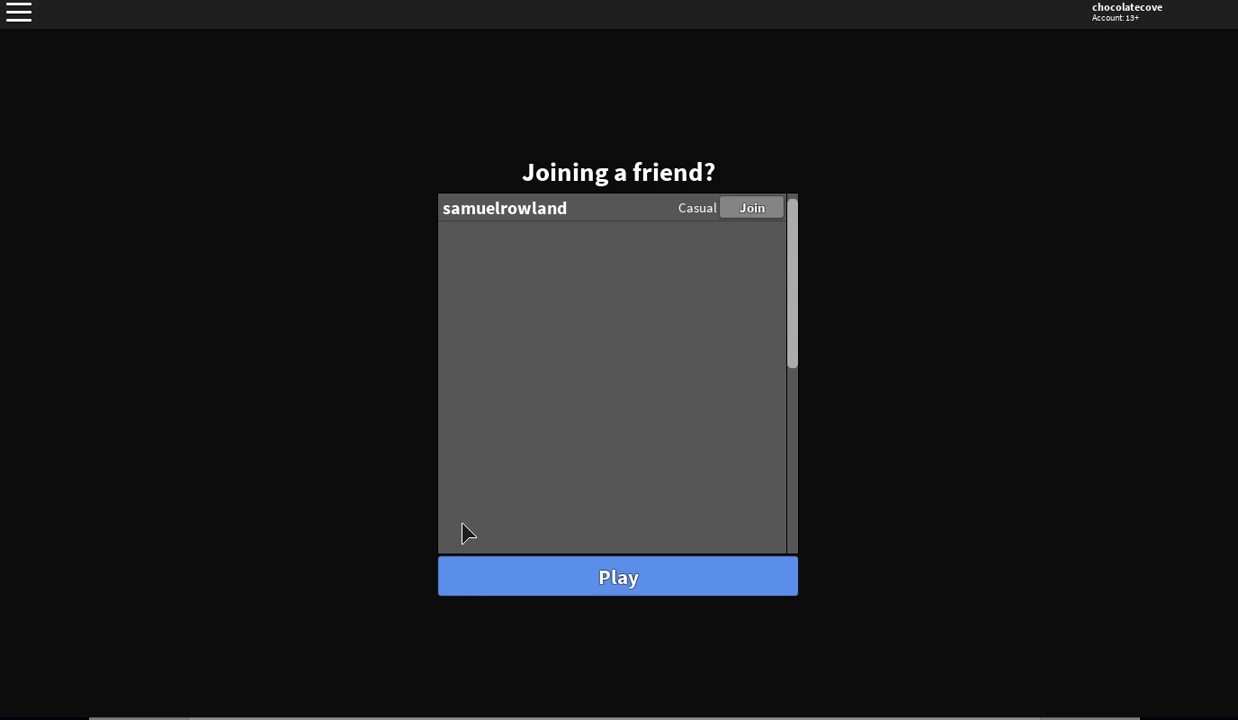 chocolatecove
Account: 13+
Joining a friend?
samuelrowland Casual Join
Play